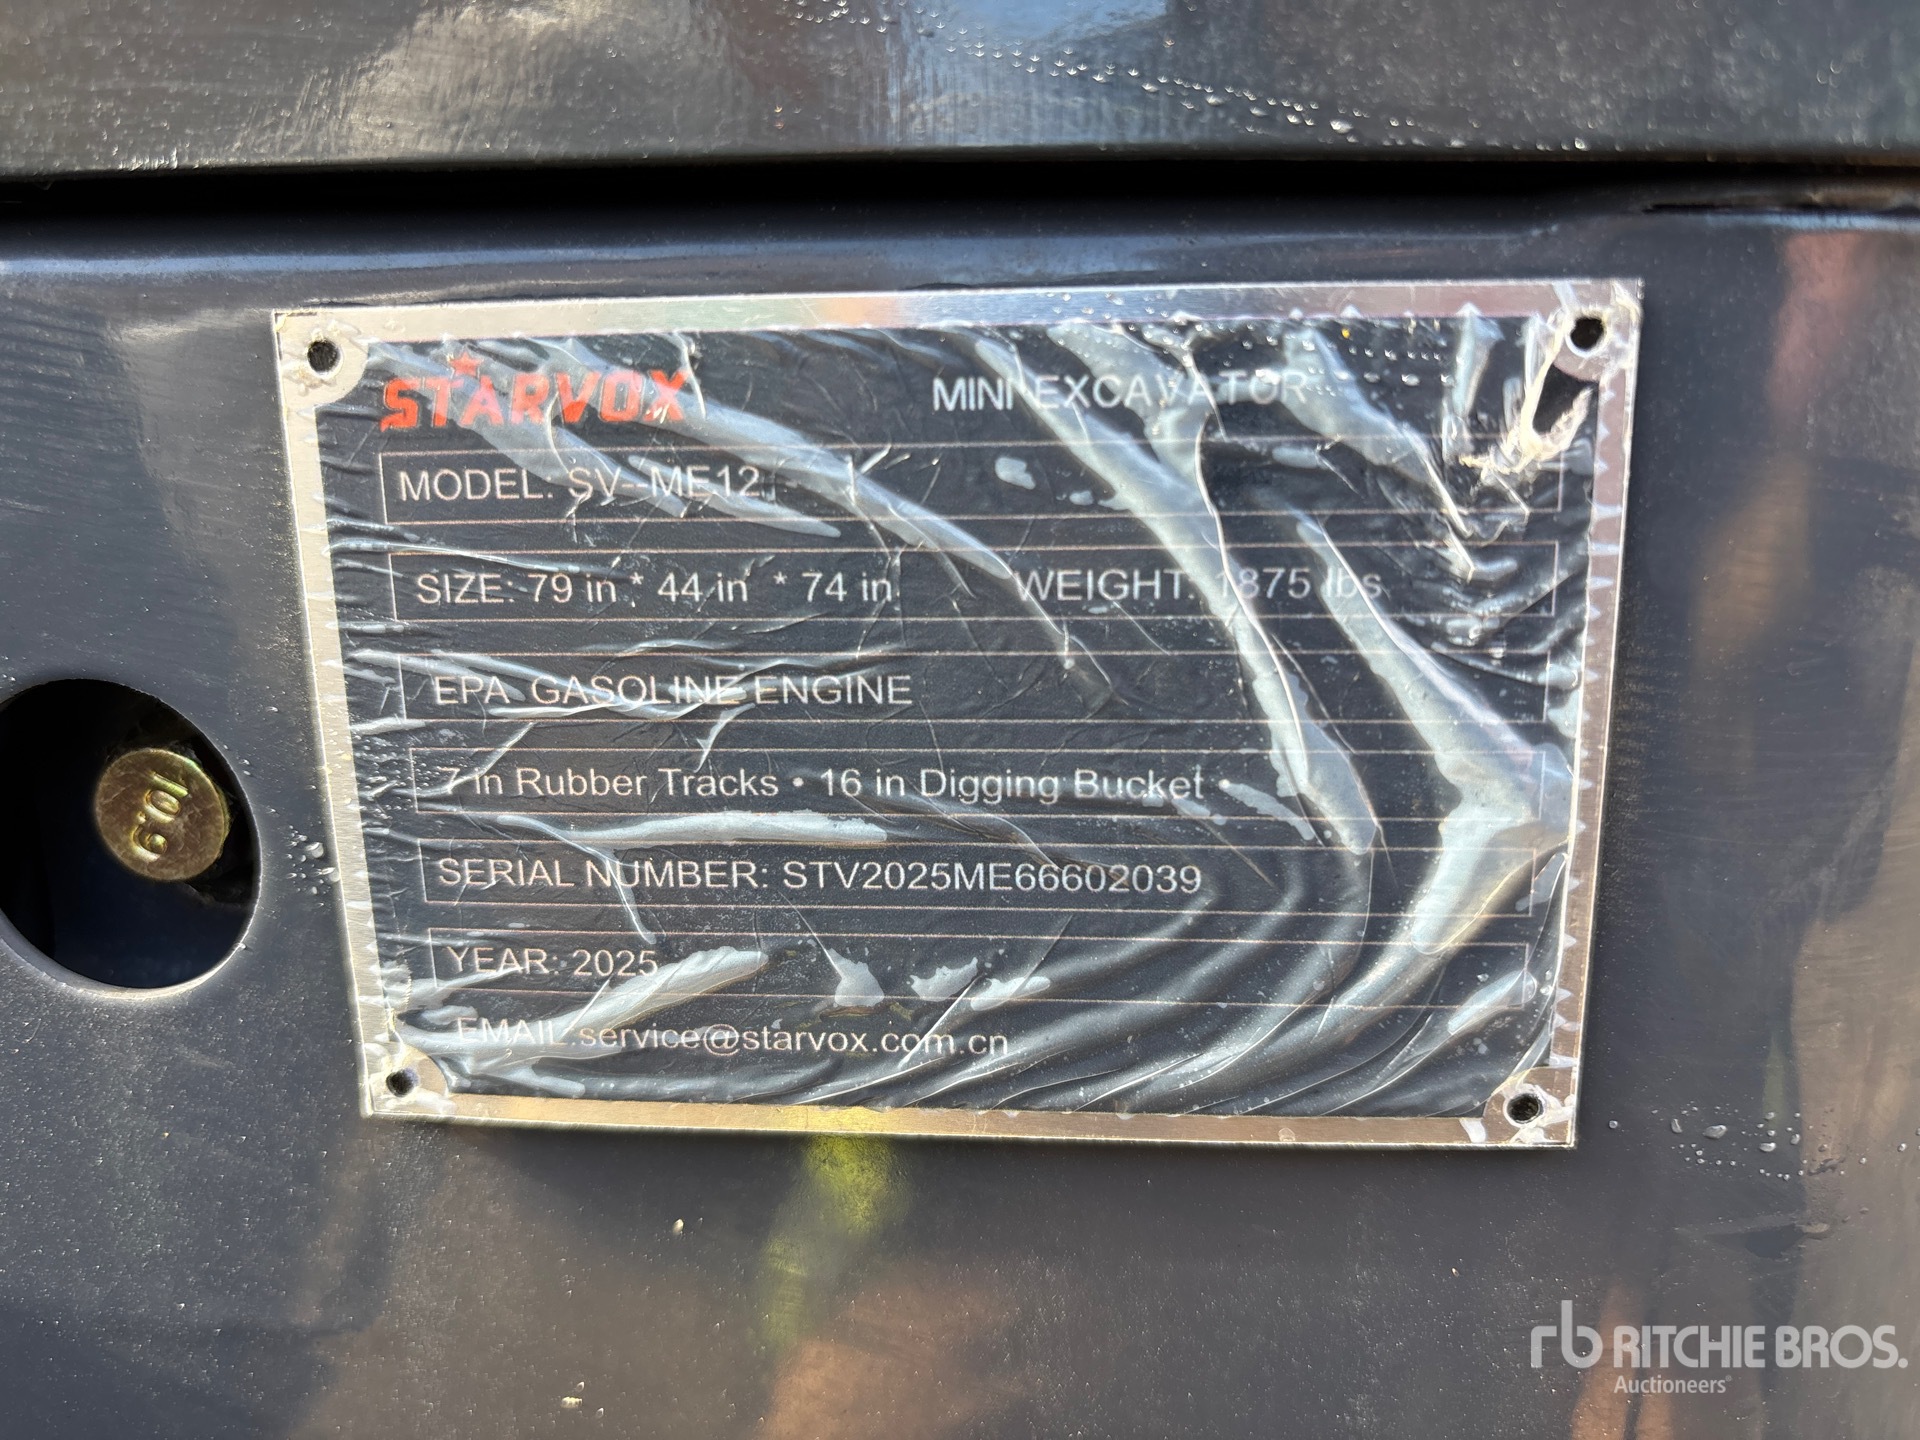 STARVOX MINI EXCAVATOR
MODEL: SV--ME12
SIZE: 79 in * 44 in * 74 in WEIGHT: 1875 lbs
EPA GASOLINE ENGINE
7 in Rubber Tracks • 16 in Digging Bucket •
SERIAL NUMBER: STV2025ME66602039
YEAR: 2025
EMAIL:service@starvox.com.cn
10.9
rb RITCHIE BROS.
Auctioneers